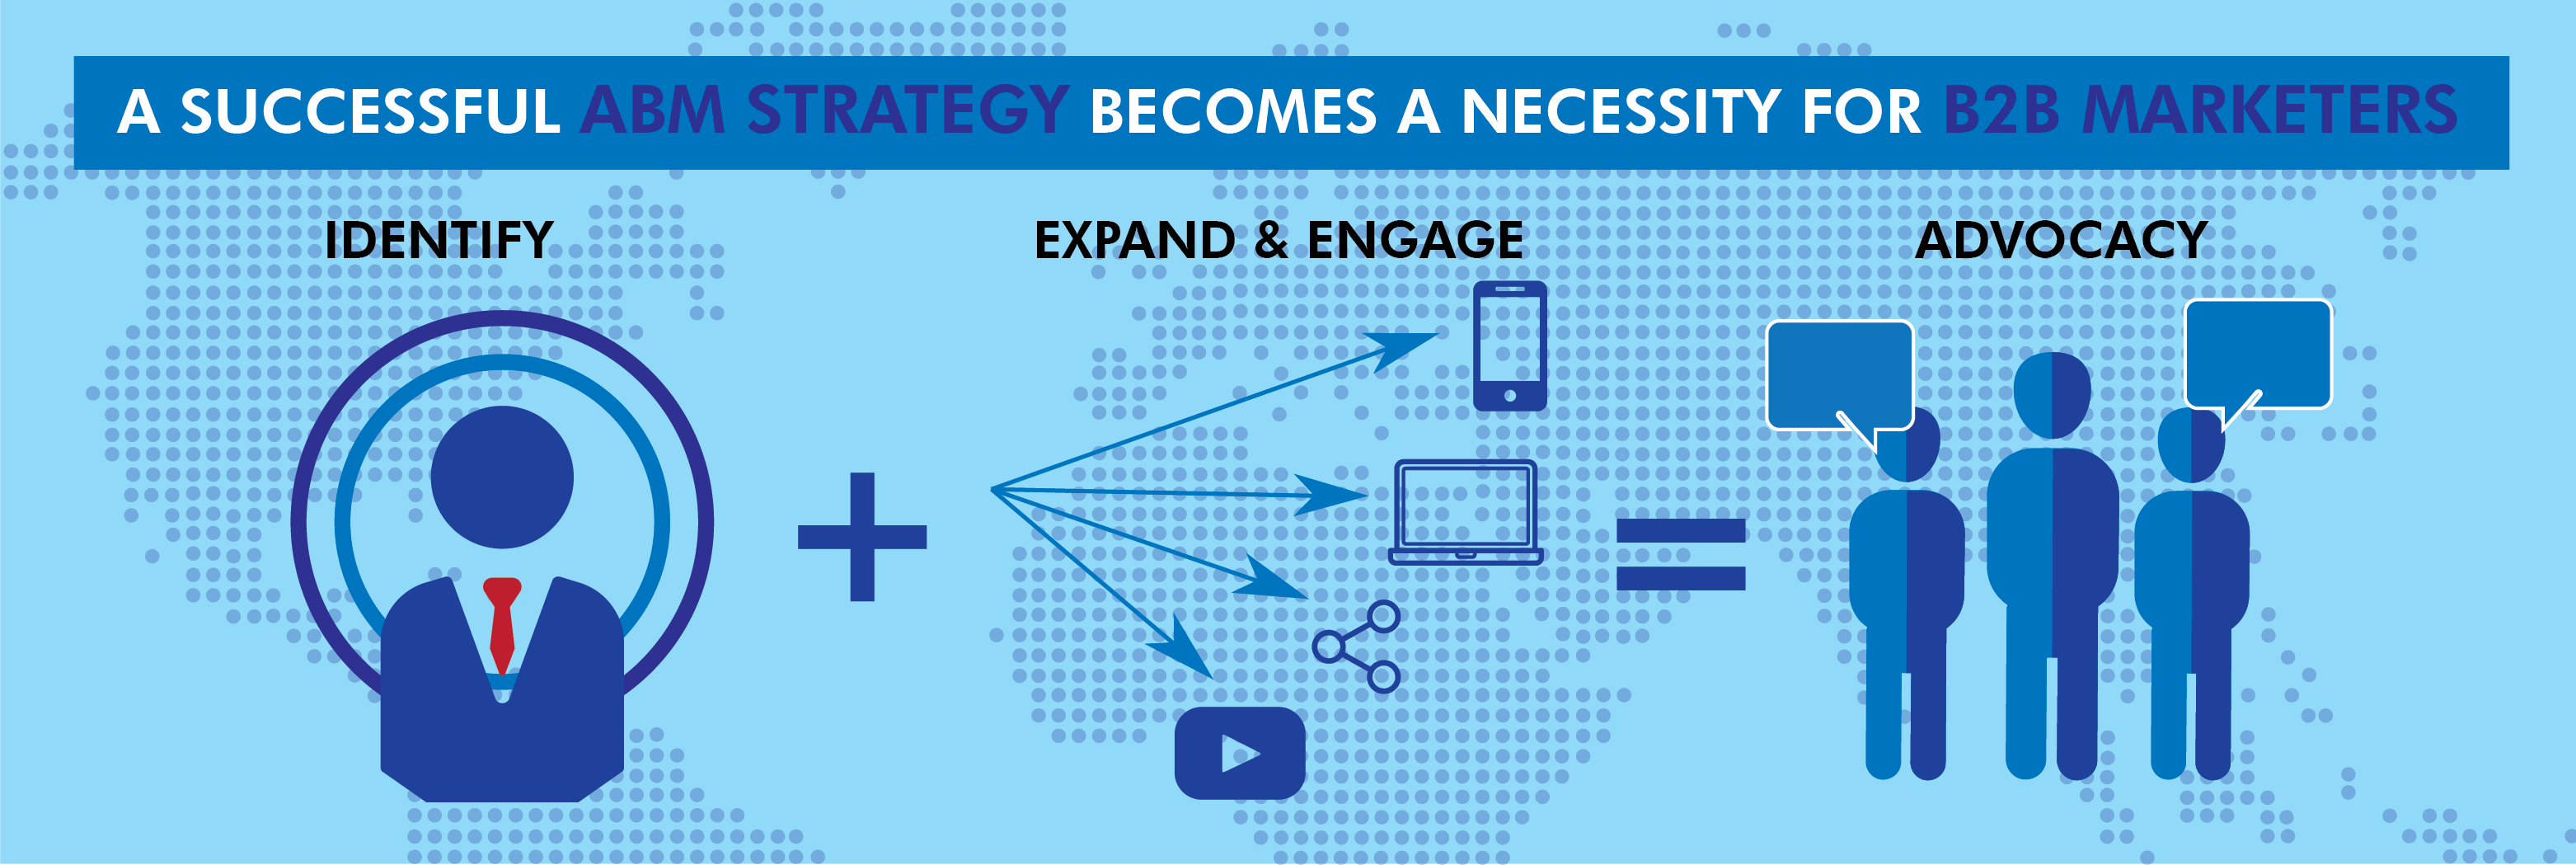 A SUCCESSFUL ABM STRATEGY BECOMES A NECESSITY FOR B2B MARKETERS
IDENTIFY
EXPAND & ENGAGE
ADVOCACY